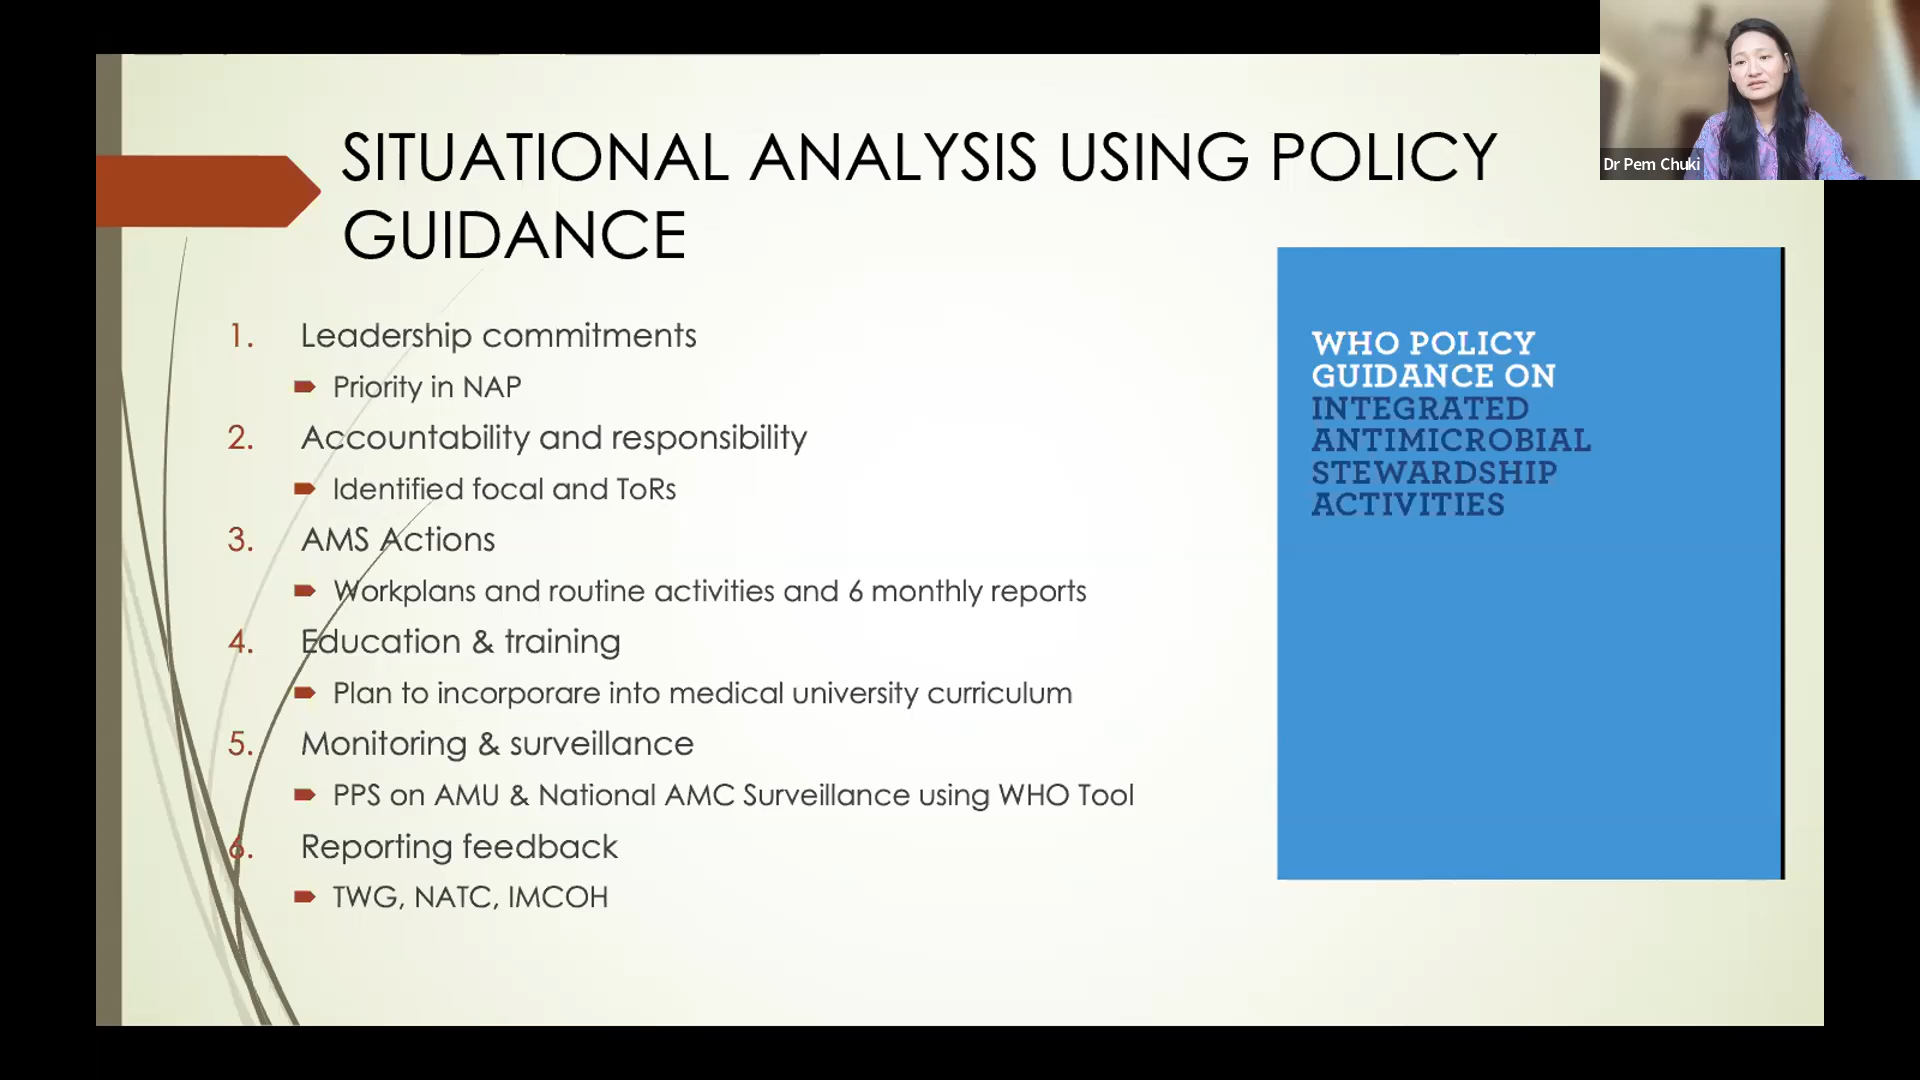 SITUATIONAL ANALYSIS USING POLICY
GUIDANCE
1. Leadership commitments
Priority in NAP
2. Accountability and responsibility
Identified focal and ToRs
3. AMS Actions
Workplans and routine activities and 6 monthly reports
4. Education & training
Plan to incorporare into medical university curriculum
5. Monitoring & surveillance
PPS on AMU & National AMC Surveillance using WHO Tool
6. Reporting feedback
TWG, NATC, IMCOH
WHO POLICY
GUIDANCE ON
INTEGRATED
ANTIMICROBIAL
STEWARDSHIP
ACTIVITIES
Dr Pem Chuki